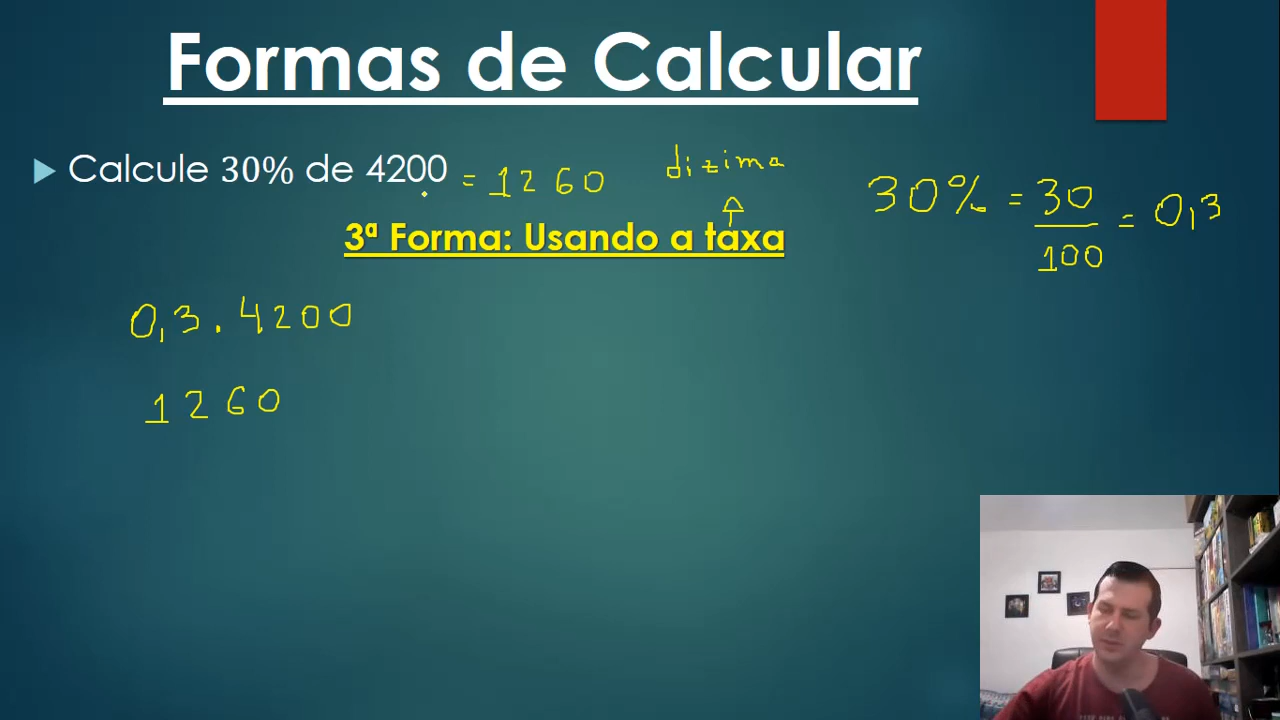 Formas de Calcular
Calcule 30% de 4200 = 1260
dizima
30% = 30/100 = 0,3
3ª Forma: Usando a taxa
0,3 . 4200
1260